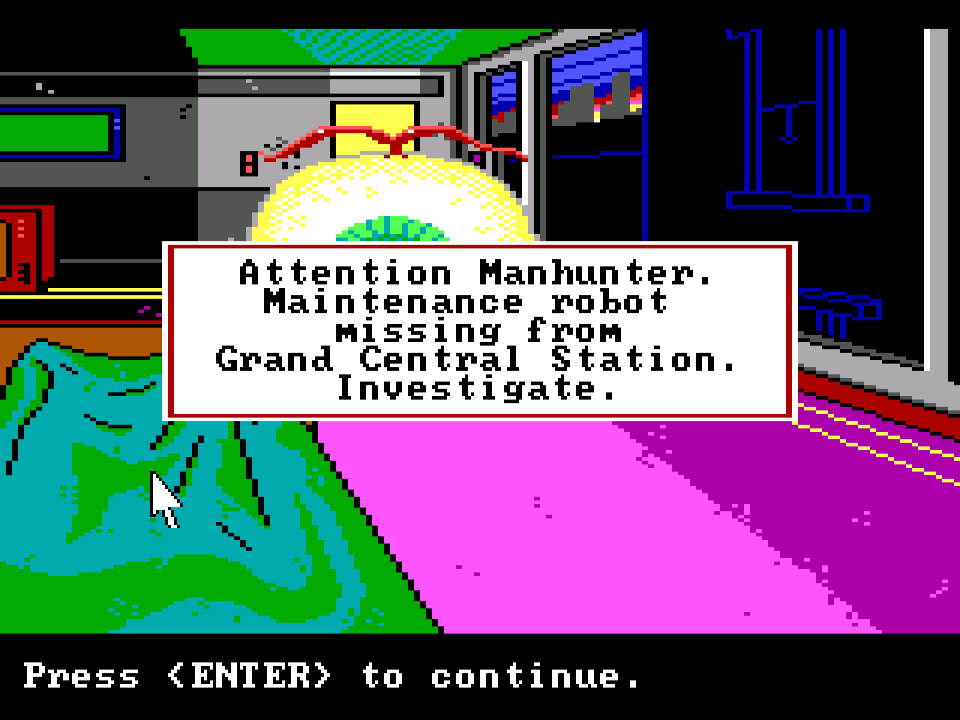 Attention Manhunter.
Maintenance robot
missing from
Grand Central Station.
Investigate.
Press <ENTER> to continue.